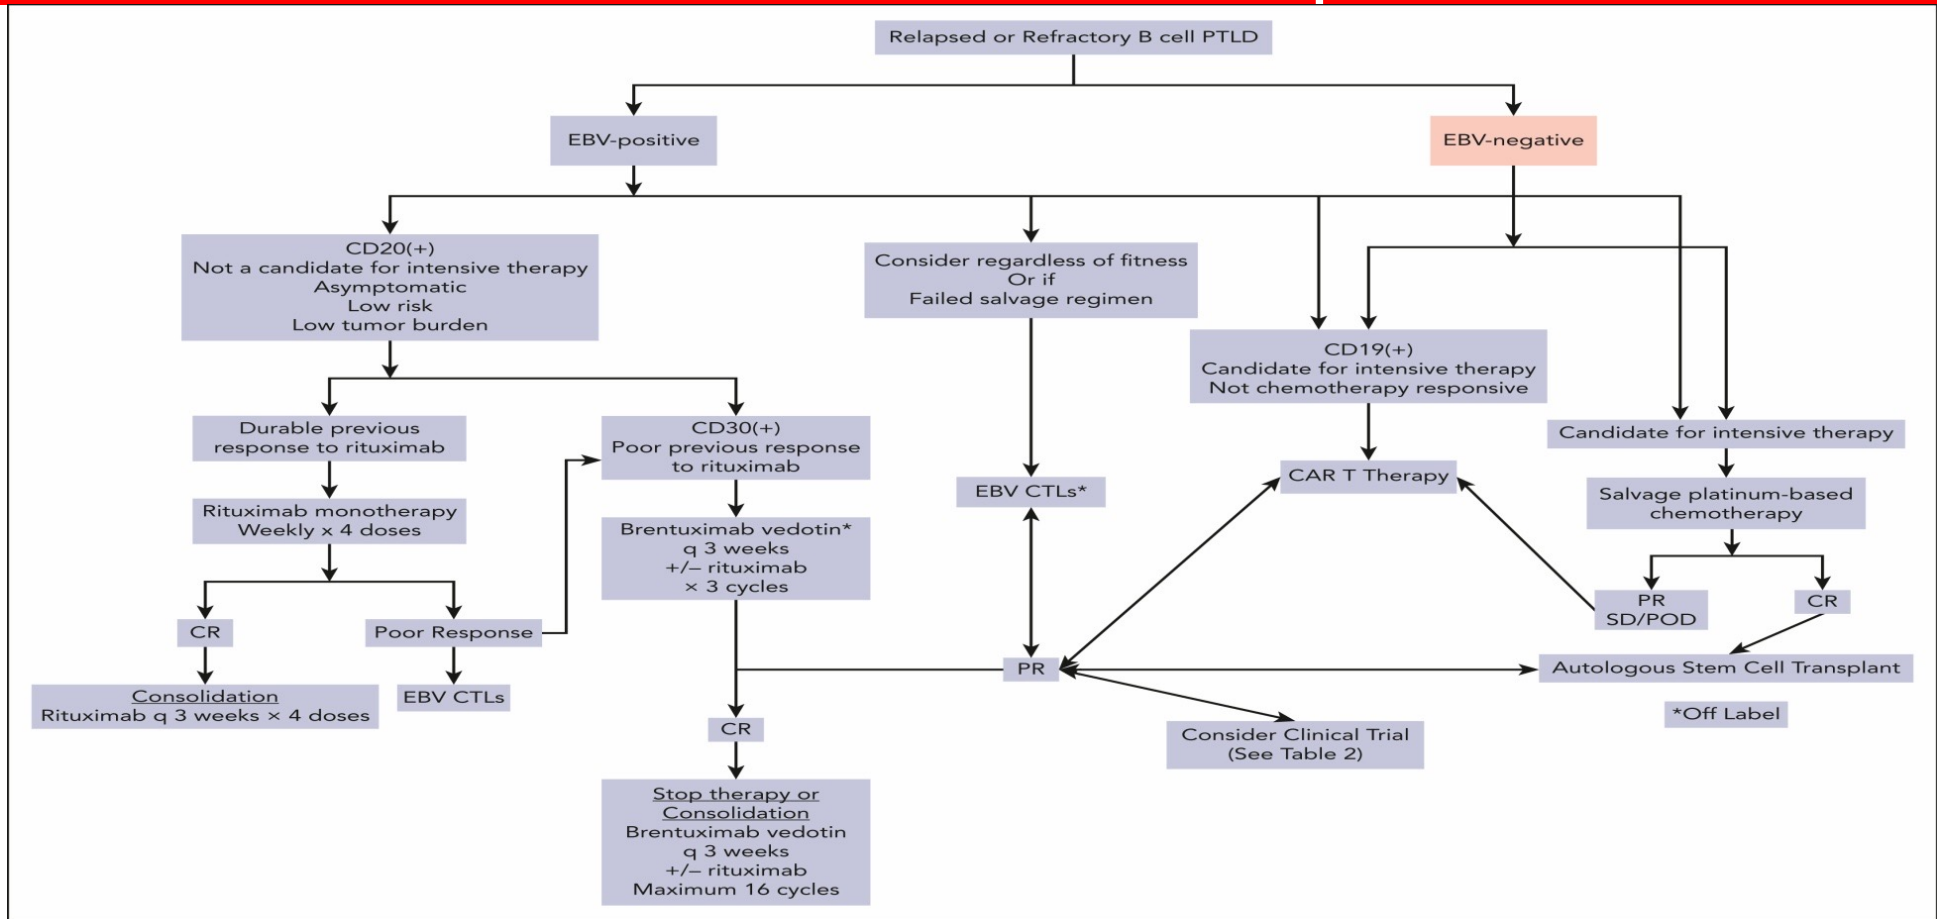 Relapsed or Refractory B cell PTLD
EBV-positive
EBV-negative
CD20(+)
Not a candidate for intensive therapy
Asymptomatic
Low risk
Low tumor burden
Consider regardless of fitness
Or if
Failed salvage regimen
CD19(+)
Candidate for intensive therapy
Not chemotherapy responsive
Candidate for intensive therapy
Durable previous
response to rituximab
CD30(+)
Poor previous response
to rituximab
EBV CTLs*
CAR T Therapy
Salvage platinum-based
chemotherapy
Rituximab monotherapy
Weekly x 4 doses
Brentuximab vedotin*
q 3 weeks
+/– rituximab
× 3 cycles
PR
SD/POD
CR
CR
Poor Response
PR
Autologous Stem Cell Transplant
Consolidation
Rituximab q 3 weeks × 4 doses
EBV CTLs
*Off Label
CR
Consider Clinical Trial
(See Table 2)
Stop therapy or
Consolidation
Brentuximab vedotin
q 3 weeks
+/– rituximab
Maximum 16 cycles